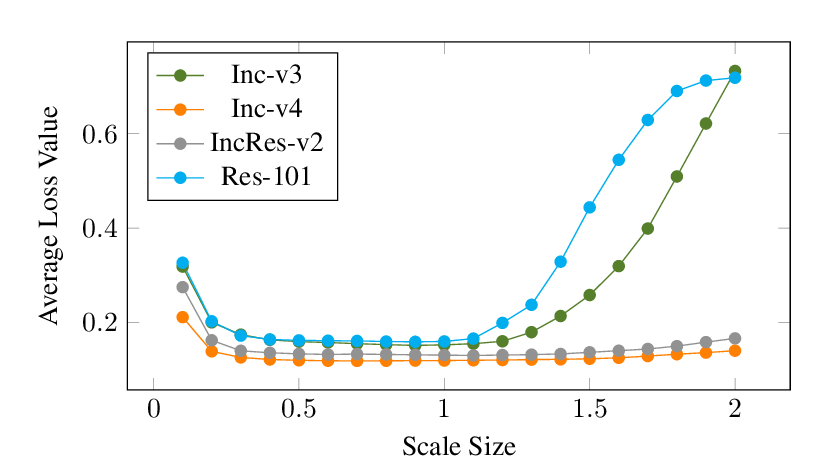 Inc-v3
Inc-v4
IncRes-v2
Res-101
0.6
0.4
0.2
Average Loss Value
0 0.5 1 1.5 2
Scale Size